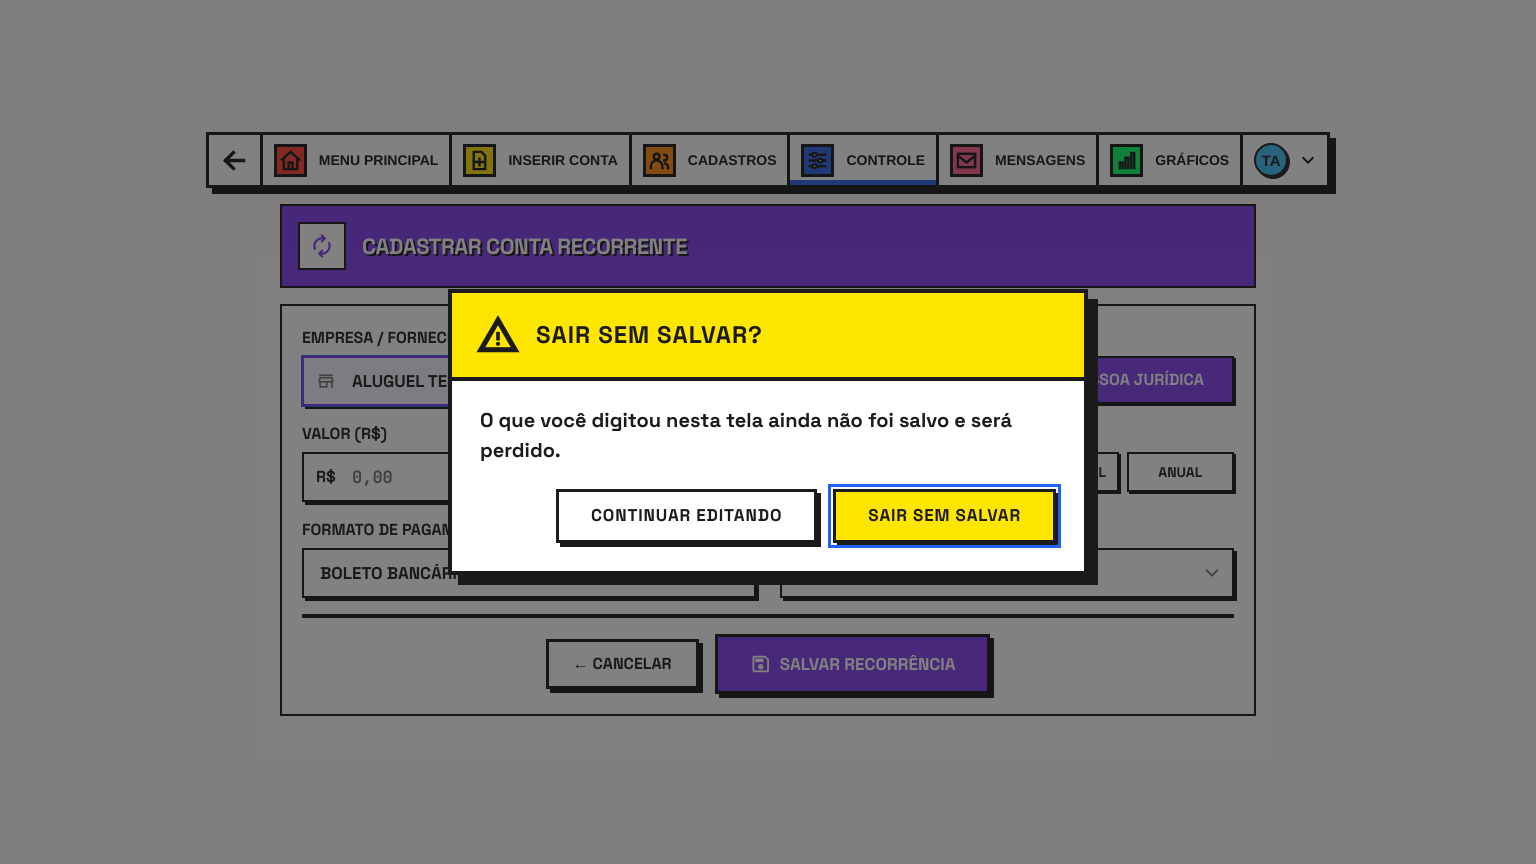 MENU PRINCIPAL
INSERIR CONTA
CADASTROS
CONTROLE
MENSAGENS
GRÁFICOS
TA
CADASTRAR CONTA RECORRENTE
EMPRESA / FORNEC
ALUGUEL TE
SOA JURÍDICA
VALOR (R$)
R$ 0,00
L
ANUAL
FORMATO DE PAGAM
BOLETO BANCÁRI
SAIR SEM SALVAR?
O que você digitou nesta tela ainda não foi salvo e será
perdido.
CONTINUAR EDITANDO
SAIR SEM SALVAR
← CANCELAR
SALVAR RECORRÊNCIA